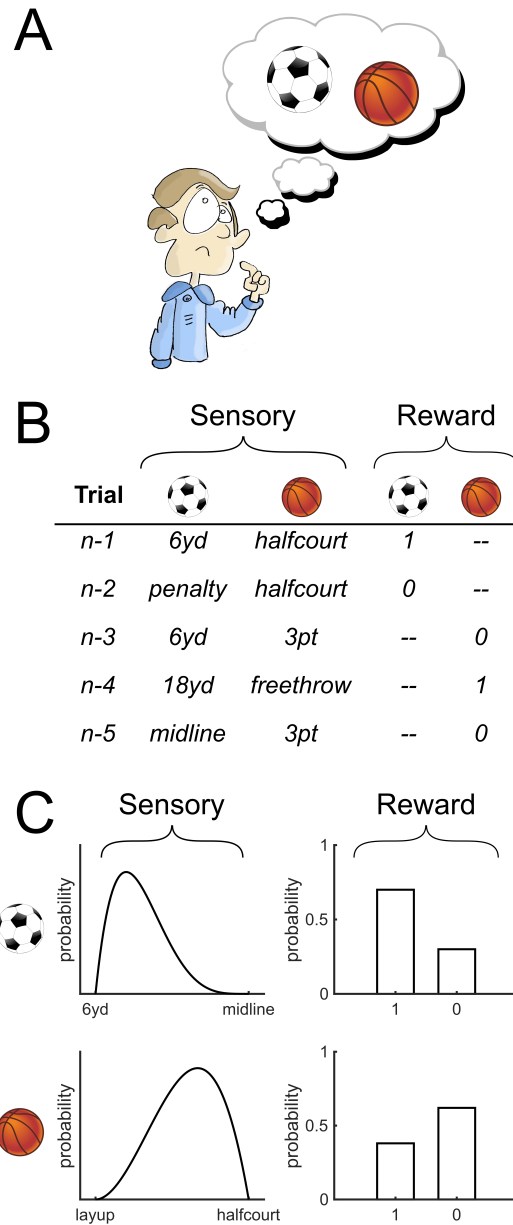 A
B
Sensory Reward
Trial
n-1 6yd halfcourt 1 --
n-2 penalty halfcourt 0 --
n-3 6yd 3pt -- 0
n-4 18yd freethrow -- 1
n-5 midline 3pt -- 0
C
Sensory Reward
probability
6yd midline
probability
1
0.5
0
1 0
probability
layup halfcourt
probability
1
0.5
0
1 0